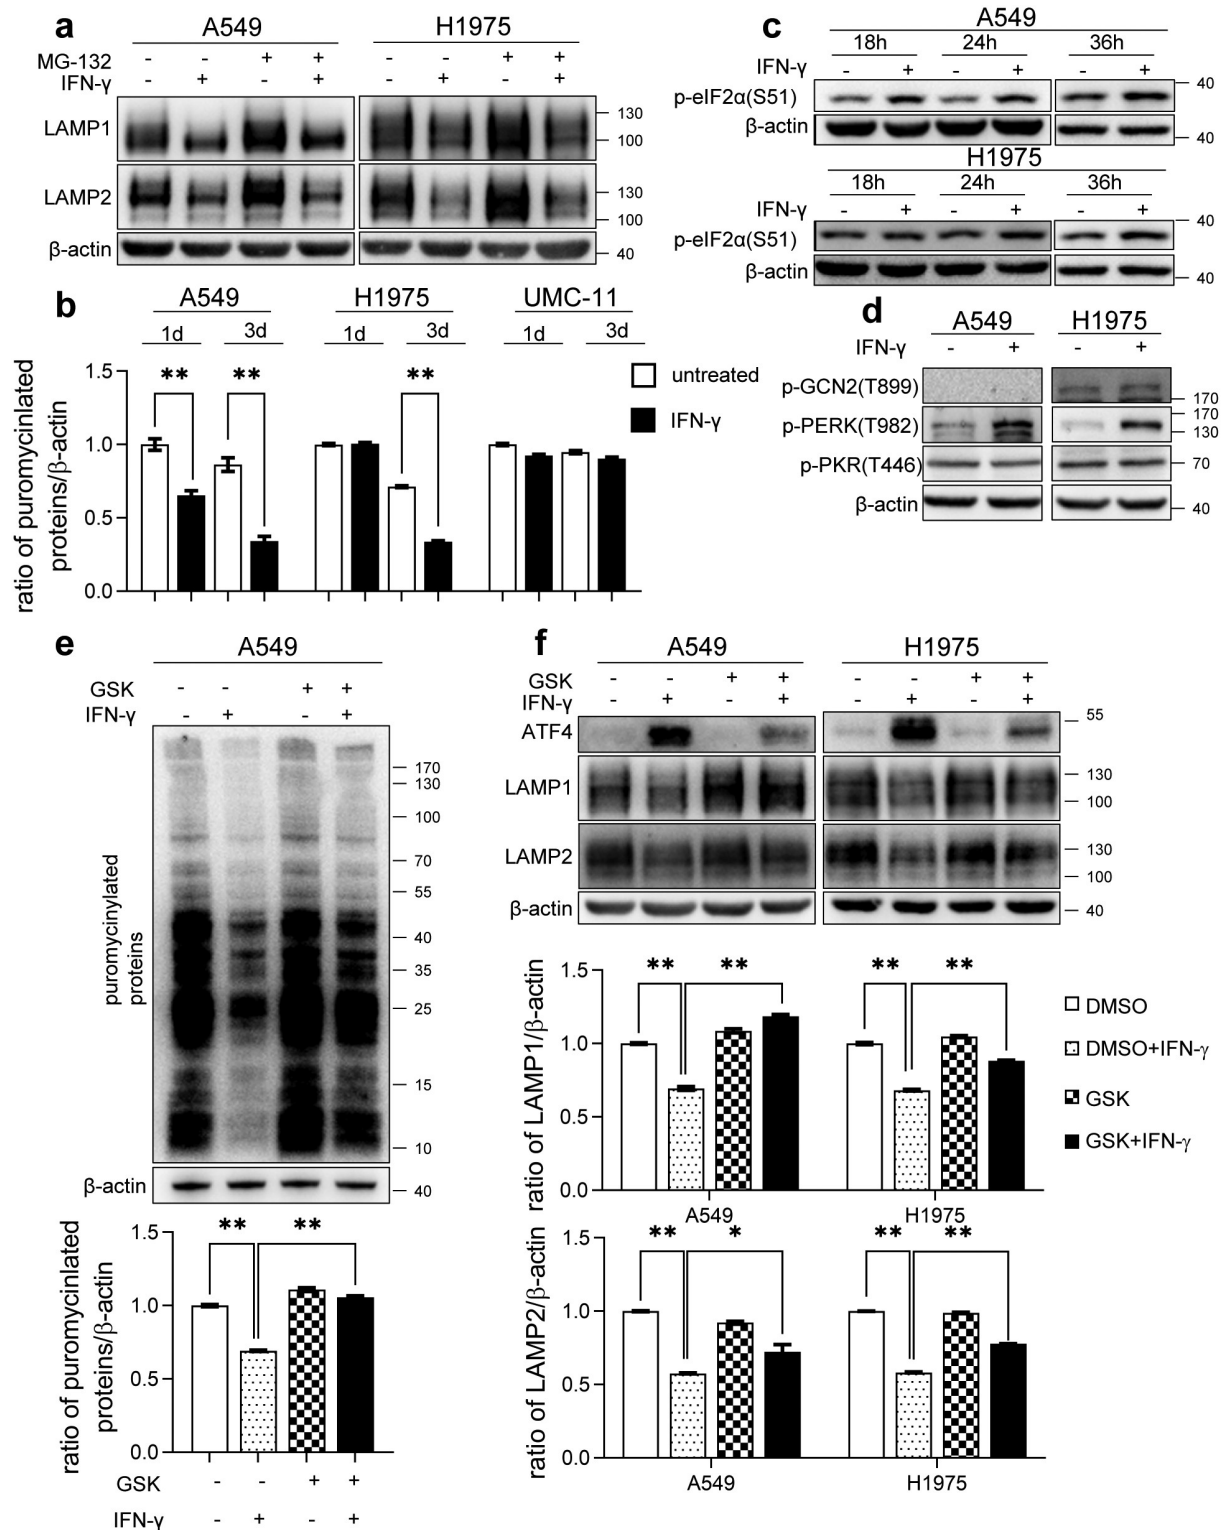 a
A549 H1975
MG-132 - - + + - - + +
IFN-γ - + - + - + - +
LAMP1 130 100
LAMP2 130 100
β-actin 40
b
A549 H1975 UMC-11
1d 3d 1d 3d 1d 3d
ratio of puromycinlated
proteins/β-actin
1.5
1.0
0.5
0.0
** ** **
untreated
IFN-γ
c
A549
18h 24h 36h
IFN-γ - + - + - +
p-eIF2α(S51) 40
β-actin 40
H1975
18h 24h 36h
IFN-γ - + - + - +
p-eIF2α(S51) 40
β-actin 40
d
A549 H1975
IFN-γ - + - +
p-GCN2(T899) 170
p-PERK(T982) 170 130
p-PKR(T446) 70
β-actin 40
e
A549
GSK - - + +
IFN-γ - + - +
puromycinylated
proteins
170
130
100
70
55
40
35
25
15
10
β-actin 40
ratio of puromycinlated
proteins/β-actin
1.5
1.0
0.5
0.0
** **
GSK - - + +
IFN-γ - + - +
f
A549 H1975
GSK - - + + - - + +
IFN-γ - + - + - + - +
ATF4 55
LAMP1 130 100
LAMP2 130 100
β-actin 40
ratio of LAMP1/β-actin
1.5
1.0
0.5
0.0
** ** ** **
A549 H1975
DMSO
DMSO+IFN-γ
GSK
GSK+IFN-γ
ratio of LAMP2/β-actin
1.5
1.0
0.5
0.0
** * ** **
A549 H1975